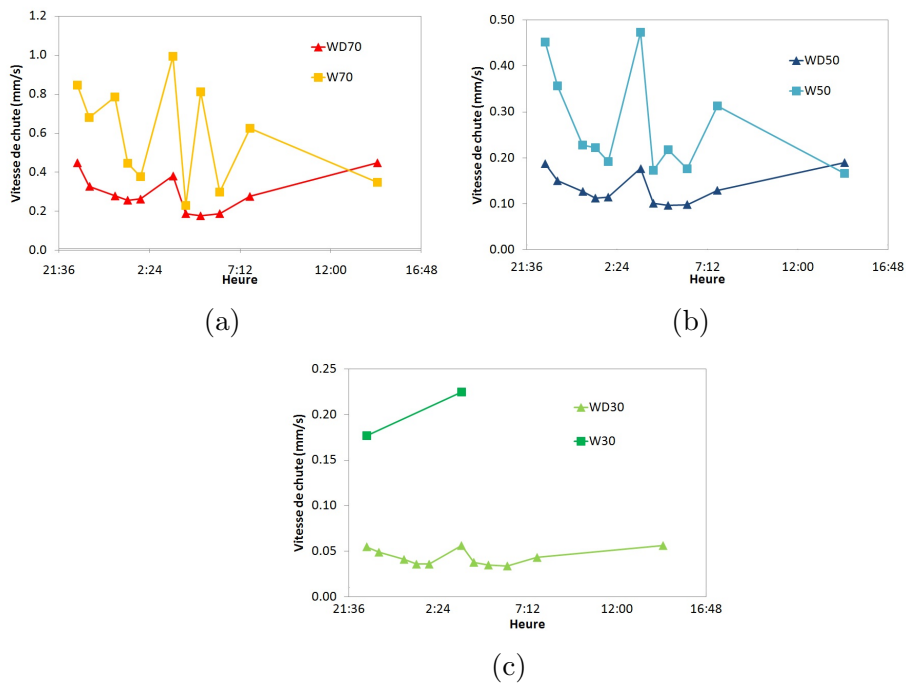 1.2
1.0
0.8
0.6
0.4
0.2
0.0
Vitesse de chute (mm/s)
WD70
W70
21:36 2:24 7:12 12:00 16:48
Heure
(a)
0.50
0.40
0.30
0.20
0.10
0.00
Vitesse de chute (mm/s)
WD50
W50
21:36 2:24 7:12 12:00 16:48
Heure
(b)
0.25
0.20
0.15
0.10
0.05
0.00
Vitesse de chute (mm/s)
WD30
W30
21:36 2:24 7:12 12:00 16:48
Heure
(c)